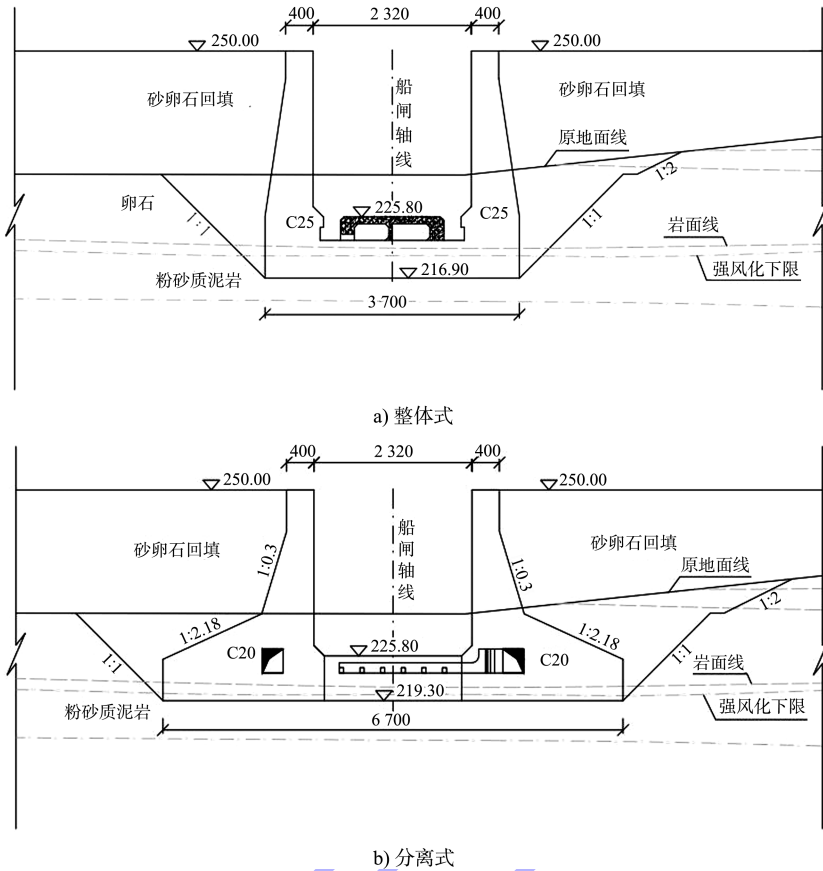 400
2 320
400
250.00
250.00
砂卵石回填
船闸轴线
砂卵石回填
原地面线
1:2
卵石
1:1
C25
225.80
C25
1:1
岩面线
粉砂质泥岩
216.90
强风化下限
3 700
a) 整体式
400
2 320
400
250.00
250.00
砂卵石回填
船闸轴线
砂卵石回填
1:0.3
1:0.3
原地面线
1:2
1:2.18
1:2.18
1:1
C20
225.80
C20
1:1
岩面线
粉砂质泥岩
219.30
强风化下限
6 700
b) 分离式